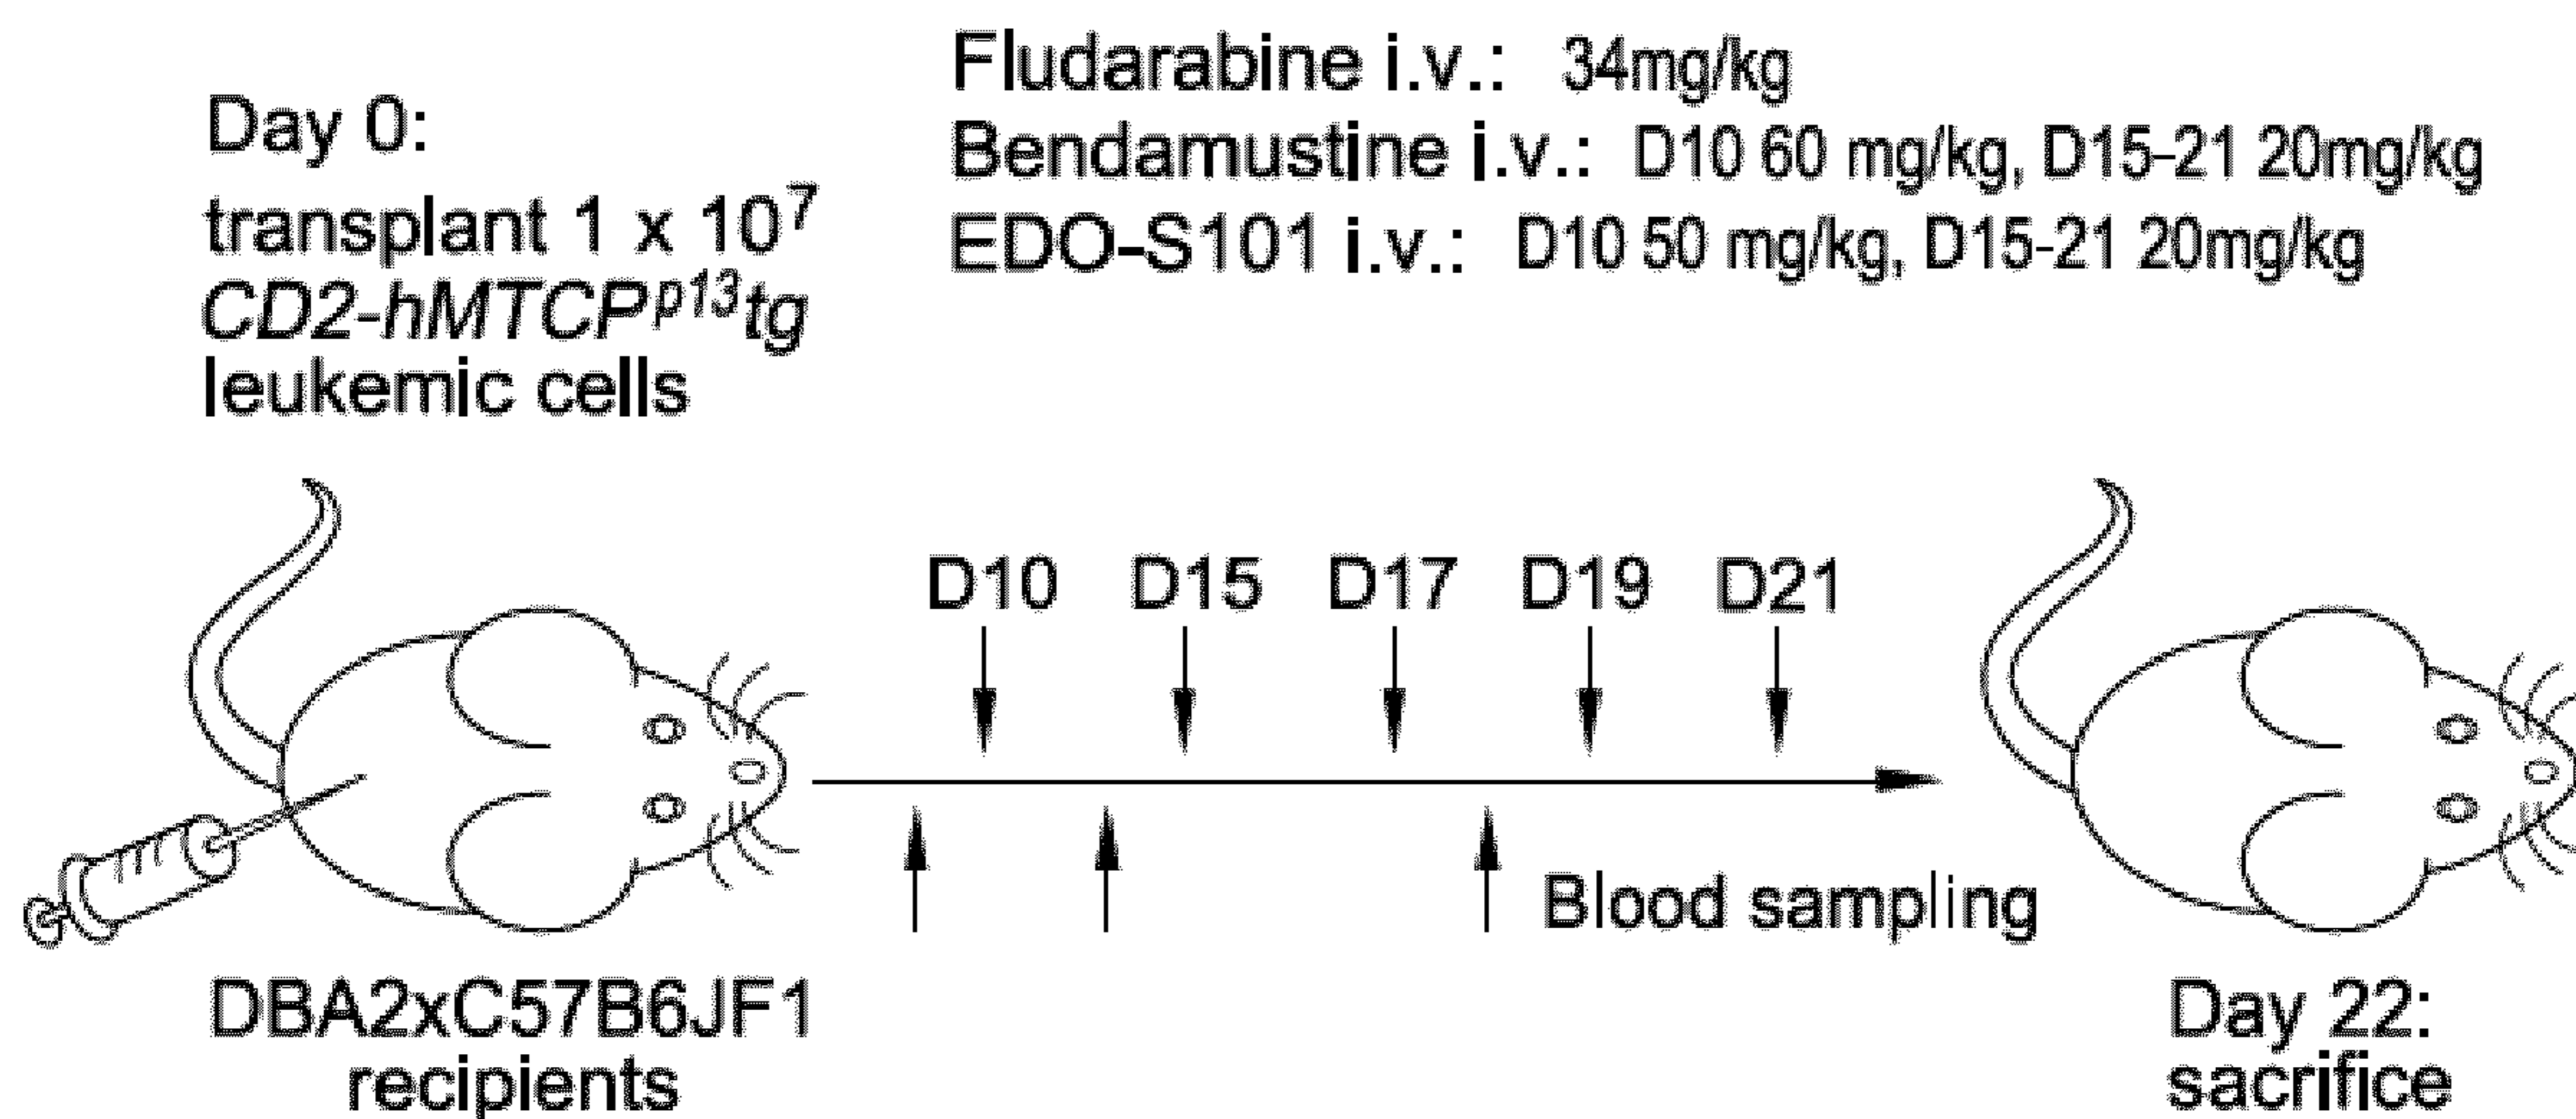 Day 0:
transplant 1 x 10⁷
CD2-hMTCPᵖ¹³tg
leukemic cells
Fludarabine i.v.: 34mg/kg
Bendamustine i.v.: D10 60 mg/kg, D15-21 20mg/kg
EDO-S101 i.v.: D10 50 mg/kg, D15-21 20mg/kg
D10 D15 D17 D19 D21
Blood sampling
DBA2xC57B6JF1
recipients
Day 22:
sacrifice